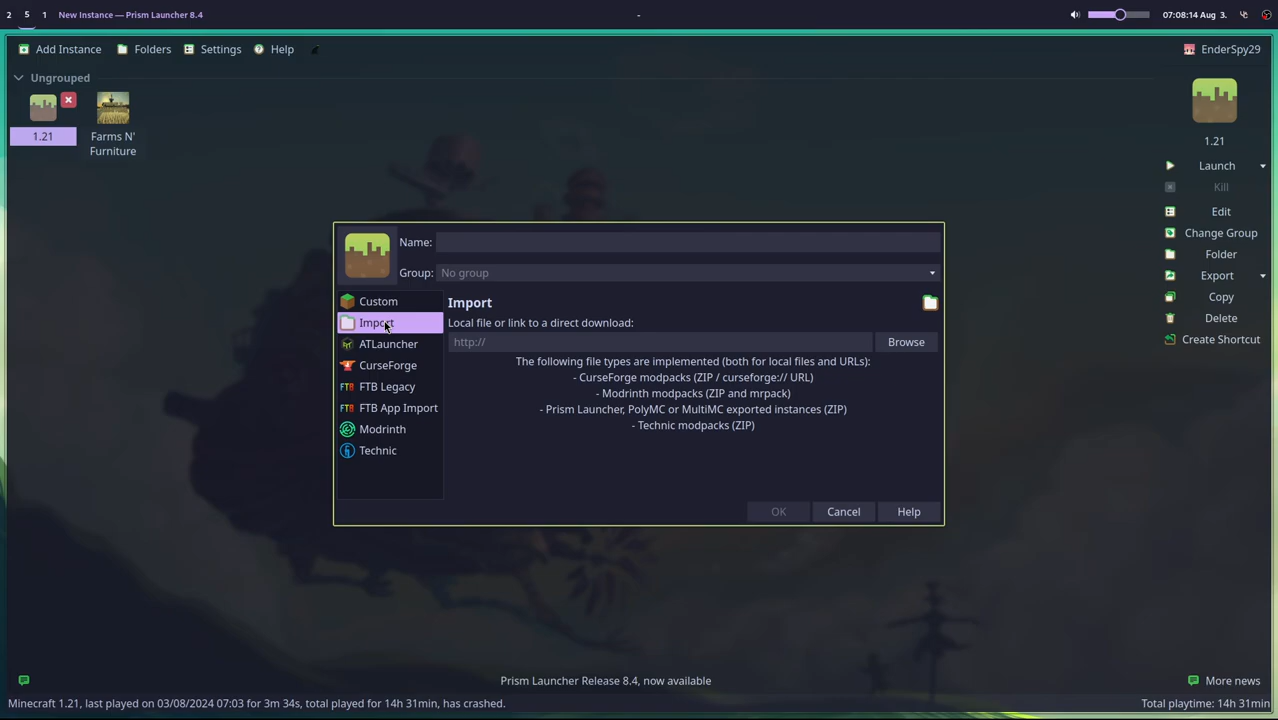 2 5 1 New Instance — Prism Launcher 8.4 - 07:08:14 Aug 3.
Add Instance Folders Settings Help EnderSpy29
Ungrouped
1.21
Farms N'
Furniture
Name:
Group: No group
Custom
Import
ATLauncher
CurseForge
FTB Legacy
FTB App Import
Modrinth
Technic
Import
Local file or link to a direct download:
http:// Browse
The following file types are implemented (both for local files and URLs):
- CurseForge modpacks (ZIP / curseforge:// URL)
- Modrinth modpacks (ZIP and mrpack)
- Prism Launcher, PolyMC or MultiMC exported instances (ZIP)
- Technic modpacks (ZIP)
OK Cancel Help
1.21
Launch
Kill
Edit
Change Group
Folder
Export
Copy
Delete
Create Shortcut
Prism Launcher Release 8.4, now available More news
Minecraft 1.21, last played on 03/08/2024 07:03 for 3m 34s, total played for 14h 31min, has crashed. Total playtime: 14h 31min